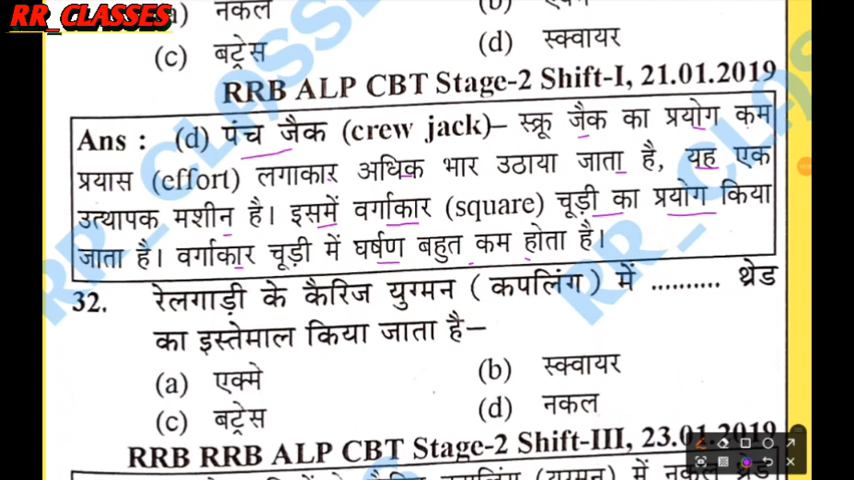 RR_CLASSES
(c) बट्रेस
नकल
(d) स्क्वायर
RRB ALP CBT Stage-2 Shift-I, 21.01.2019
Ans : (d) पंच जैक (crew jack)– स्क्रू जैक का प्रयोग कम
प्रयास (effort) लगाकर अधिक भार उठाया जाता है, यह एक
उत्थापक मशीन है। इसमें वर्गाकार (square) चूड़ी का प्रयोग किया
जाता है। वर्गाकार चूड़ी में घर्षण बहुत कम होता है।
32. रेलगाड़ी के कैरिज युग्मन ( कपलिंग) में .......... थ्रेड
का इस्तेमाल किया जाता है–
(a) एक्मे
(b) स्क्वायर
(c) बट्रेस
(d) नकल
RRB RRB ALP CBT Stage-2 Shift-III, 23.01.2019